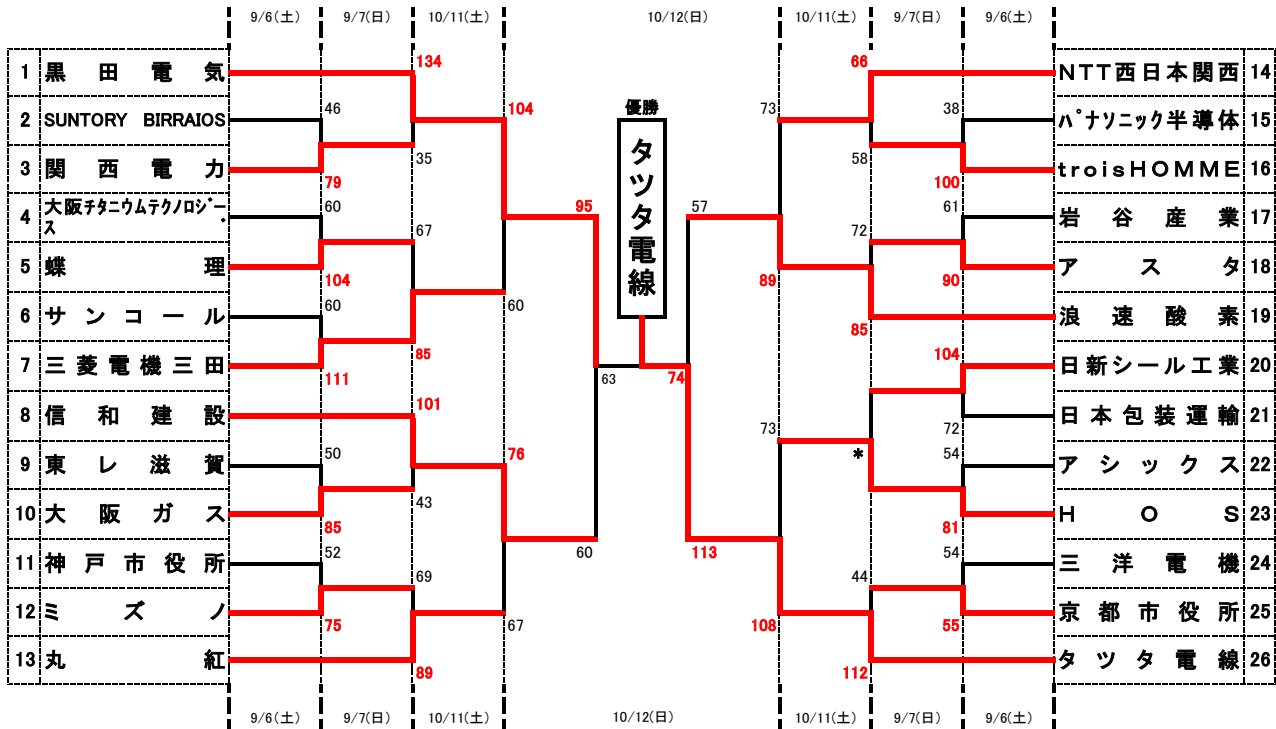 9/6(土) 9/7(日) 10/11(土) 10/12(日) 10/11(土) 9/7(日) 9/6(土)
1 黒田電気 134 66 NTT西日本関西 14
46 104 優勝 73 38
2 SUNTORY BIRRAIOS パナソニック半導体 15
35 58
3 関西電力 79 100 troisHOMME 16
タツタ電線
4 大阪チタニウムテクノロジーズ 60 95 57 61 岩谷産業 17
67 72
5 蝶理 104 89 90 アスタ 18
6 サンコール 60 60 85 浪速酸素 19
85 104
7 三菱電機三田 111 63 74 日新シール工業 20
8 信和建設 101 73 72 日本包装運輸 21
9 東レ滋賀 50 76 * 54 アシックス 22
43
10 大阪ガス 85 81 HOS 23
11 神戸市役所 52 60 113 54 三洋電機 24
69 44
12 ミズノ 75 67 108 55 京都市役所 25
13 丸紅 89 112 タツタ電線 26
9/6(土) 9/7(日) 10/11(土) 10/12(日) 10/11(土) 9/7(日) 9/6(土)